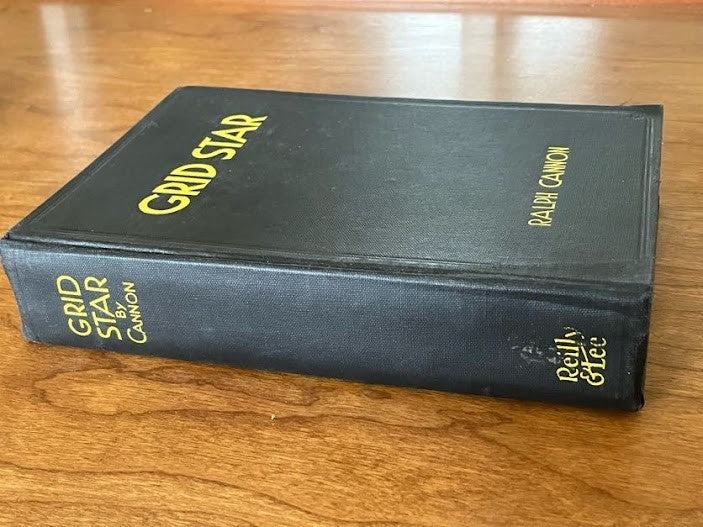 GRID STAR
RALPH CANNON
GRID
STAR
BY
CANNON
Reilly
& Lee